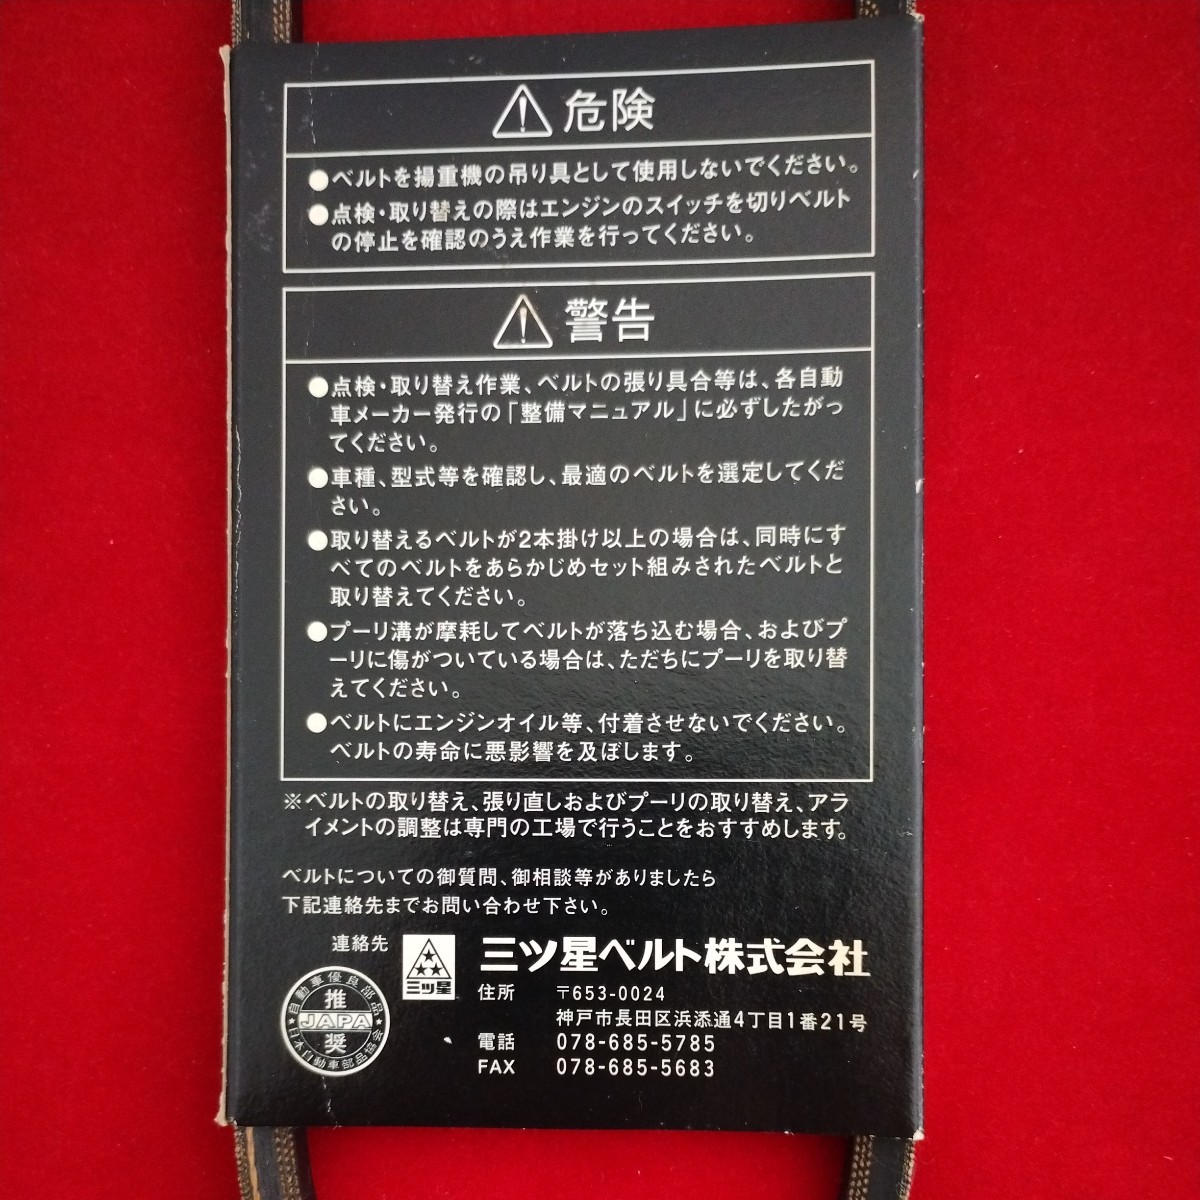 危険
●ベルトを揚重機の吊り具として使用しないでください。
●点検・取り替えの際はエンジンのスイッチを切りベルト
の停止を確認のうえ作業を行ってください。
警告
●点検・取り替え作業、ベルトの張り具合等は、各自動
車メーカー発行の「整備マニュアル」に必ずしたがっ
てください。
●車種、型式等を確認し、最適のベルトを選定してくだ
さい。
●取り替えるベルトが2本掛け以上の場合は、同時にす
べてのベルトをあらかじめセット組みされたベルトと
取り替えてください。
●プーリ溝が摩耗してベルトが落ち込む場合、およびプ
ーリに傷がついている場合は、ただちにプーリを取り替
えてください。
●ベルトにエンジンオイル等、付着させないでください。
ベルトの寿命に悪影響を及ぼします。
※ベルトの取り替え、張り直しおよびプーリの取り替え、アラ
イメントの調整は専門の工場で行うことをおすすめします。
ベルトについての御質問、御相談等がありましたら
下記連絡先までお問い合わせ下さい。
連絡先
三ツ星
三ツ星ベルト株式会社
住所 〒653-0024
神戸市長田区浜添通4丁目1番21号
電話 078-685-5785
FAX 078-685-5683
自動車優良部品
推
JAPA
奨
日本自動車部品協会